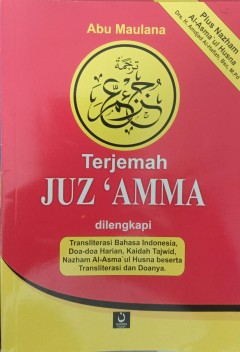 Abu Maulana
Plus Nazham
Al-Asma'ul Husna
ترجمة
جزء عم
Terjemah
JUZ 'AMMA
dilengkapi
Transliterasi Bahasa Indonesia,
Doa-doa Harian, Kaidah Tajwid,
Nazham Al-Asma'ul Husna beserta
Transliterasi dan Doanya.